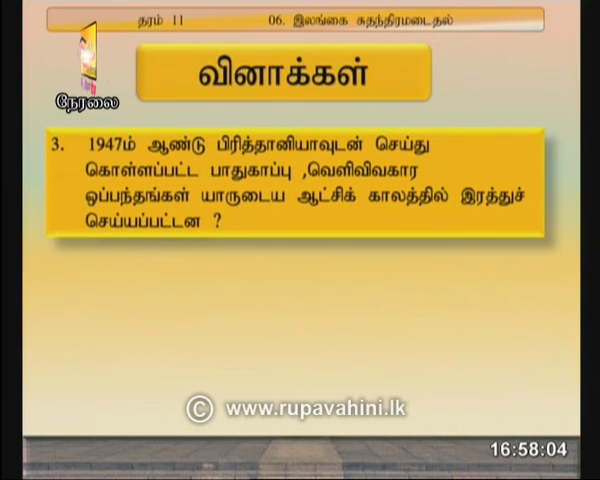 தரம் 11 06. இலங்கை சுதந்திரமடைதல்
நேரலை
வினாக்கள்
3. 1947ம் ஆண்டு பிரித்தானியாவுடன் செய்து
கொள்ளப்பட்ட பாதுகாப்பு ,வெளிவிவகார
ஒப்பந்தங்கள் யாருடைய ஆட்சிக் காலத்தில் இரத்துச்
செய்யப்பட்டன ?
© www.rupavahini.lk
16:58:04